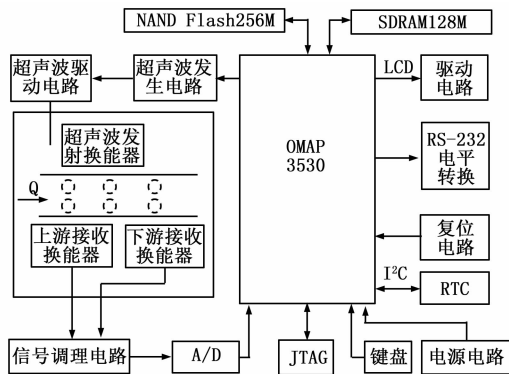 NAND Flash256M
SDRAM128M
超声波驱
动电路
超声波发
生电路
LCD
驱动
电路
超声波发
射换能器
OMAP
3530
RS-232
电平
转换
Q
上游接收
换能器
下游接收
换能器
复位
电路
I²C
RTC
信号调理电路
A/D
JTAG
键盘
电源电路